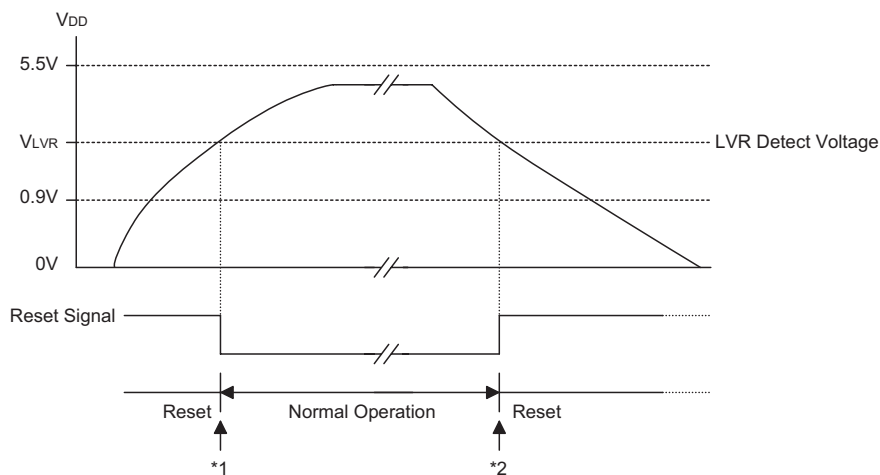 VDD
5.5V
VLVR
LVR Detect Voltage
0.9V
0V
Reset Signal
Reset
Normal Operation
Reset
*1
*2